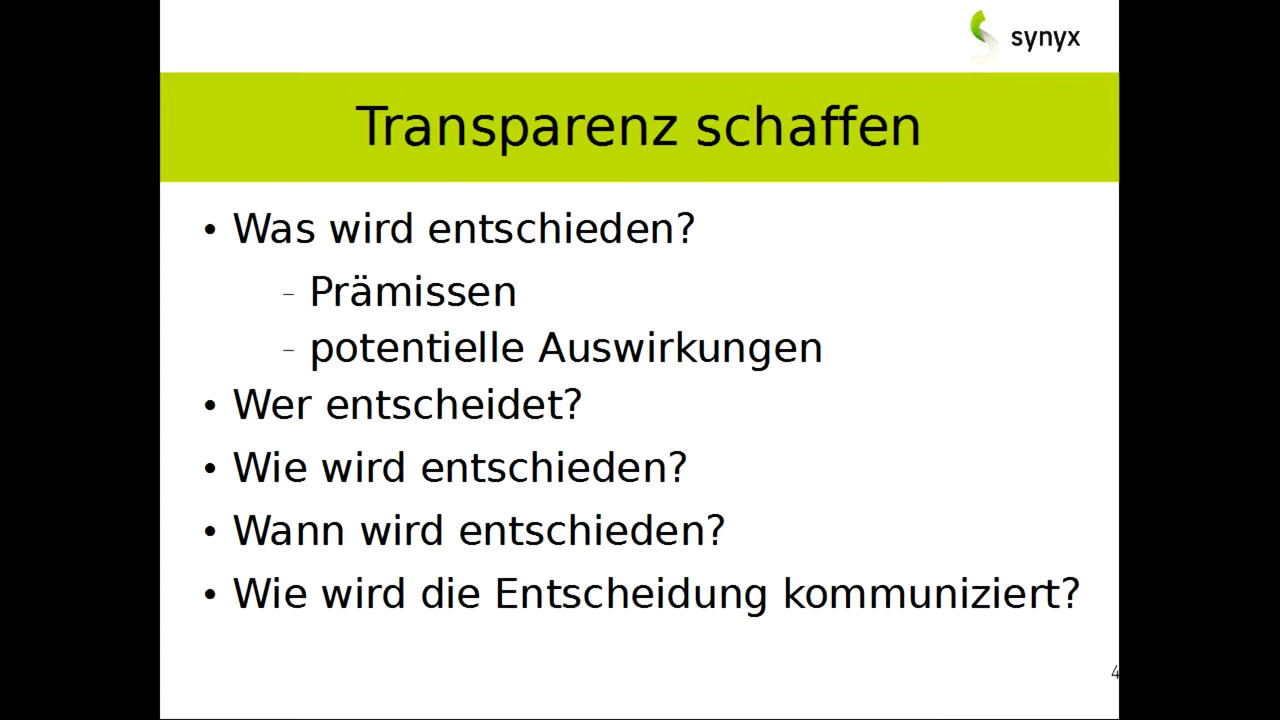 synyx
Transparenz schaffen
• Was wird entschieden?
– Prämissen
– potentielle Auswirkungen
• Wer entscheidet?
• Wie wird entschieden?
• Wann wird entschieden?
• Wie wird die Entscheidung kommuniziert?
4